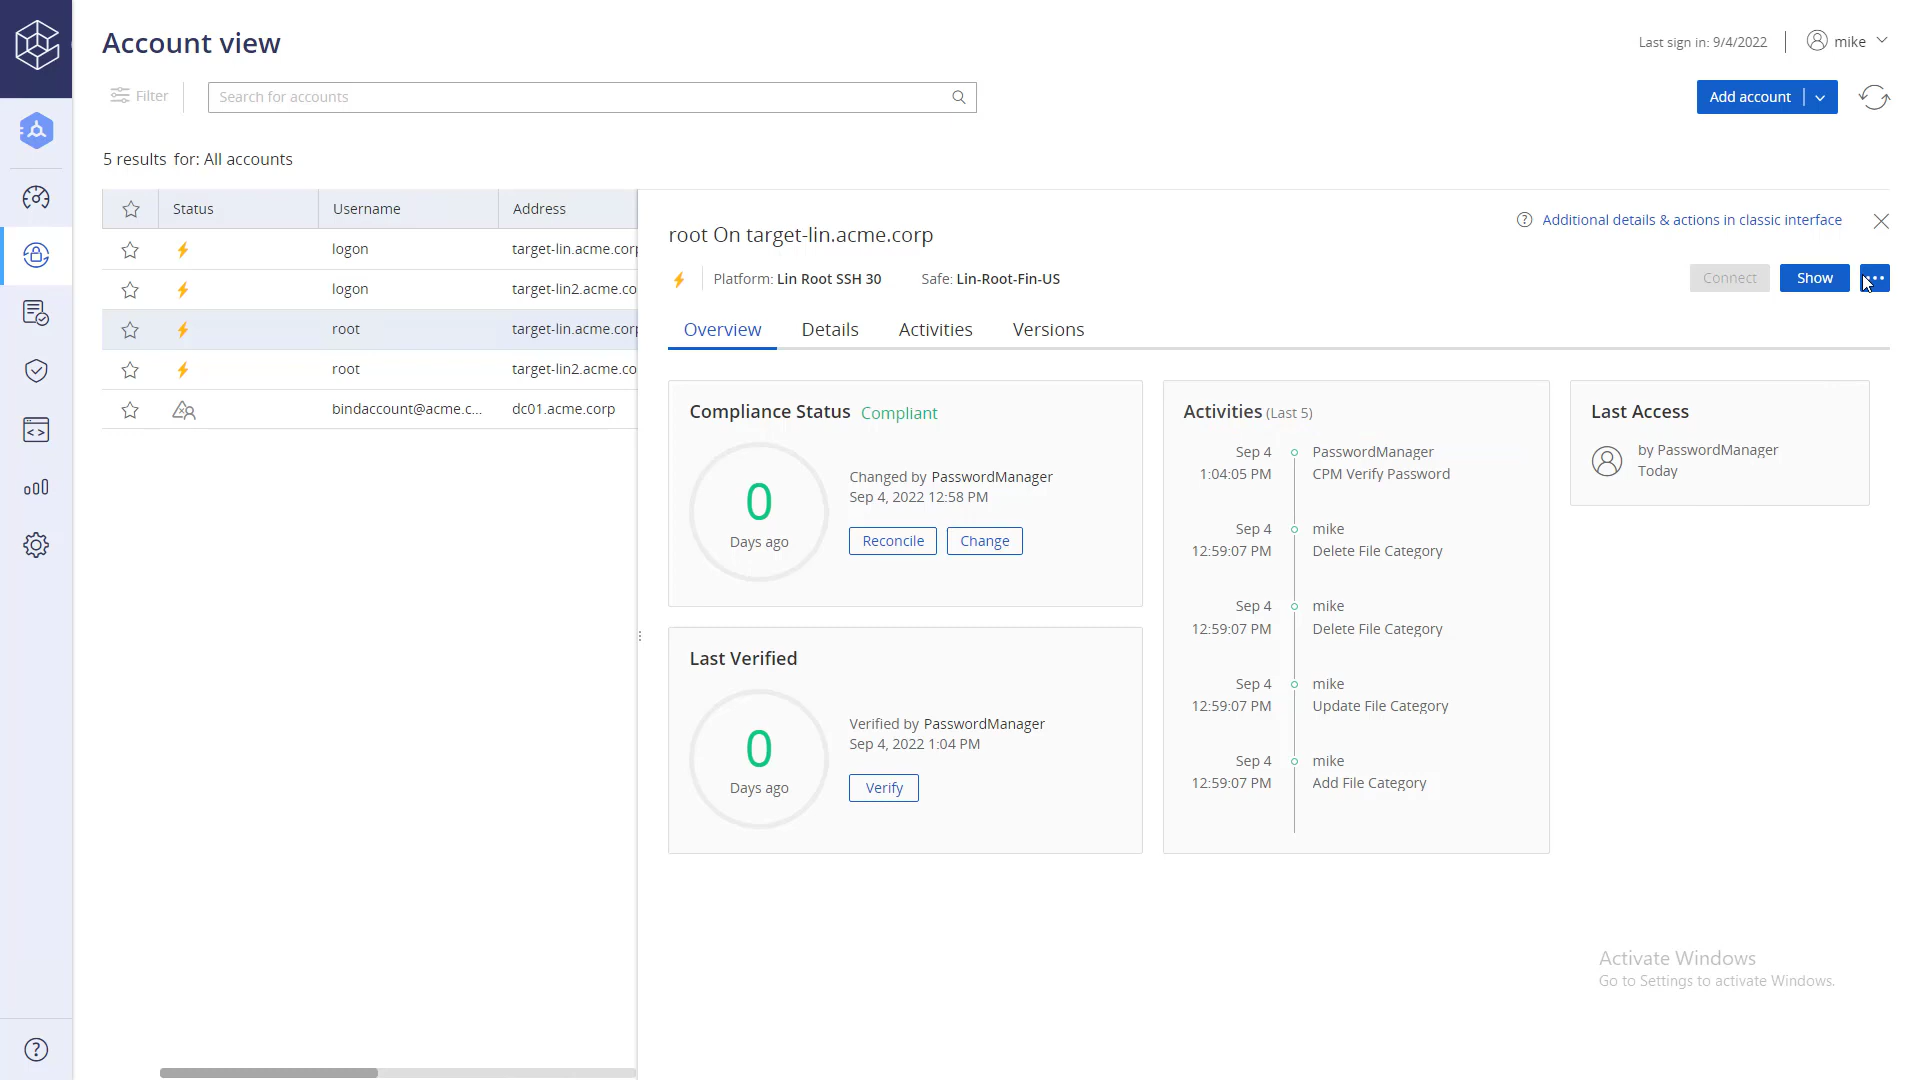 Account view
Last sign in: 9/4/2022
mike
Filter
Search for accounts
Add account
5 results for: All accounts
Status Username Address
logon target-lin.acme.corp
logon target-lin2.acme.co
root target-lin.acme.corp
root target-lin2.acme.co
bindaccount@acme.c... dc01.acme.corp
Additional details & actions in classic interface
root On target-lin.acme.corp
Platform: Lin Root SSH 30 Safe: Lin-Root-Fin-US
Connect Show
Overview Details Activities Versions
Compliance Status Compliant
0
Days ago
Changed by PasswordManager
Sep 4, 2022 12:58 PM
Reconcile Change
Last Verified
0
Days ago
Verified by PasswordManager
Sep 4, 2022 1:04 PM
Verify
Activities (Last 5)
Sep 4 PasswordManager
1:04:05 PM CPM Verify Password
Sep 4 mike
12:59:07 PM Delete File Category
Sep 4 mike
12:59:07 PM Delete File Category
Sep 4 mike
12:59:07 PM Update File Category
Sep 4 mike
12:59:07 PM Add File Category
Last Access
by PasswordManager
Today
Activate Windows
Go to Settings to activate Windows.